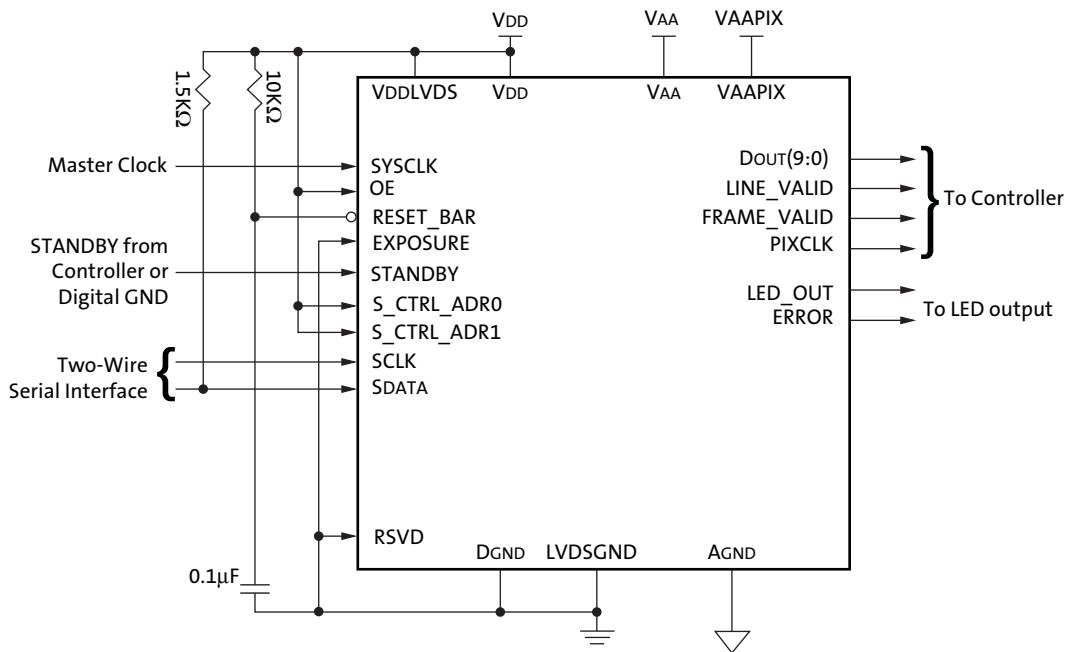 VDD
VAA
VAAPIX
1.5KΩ
10KΩ
VDDLVDS
VDD
VAA
VAAPIX
Master Clock
SYSCLK
OE
RESET_BAR
EXPOSURE
STANDBY from
Controller or
Digital GND
STANDBY
S_CTRL_ADR0
S_CTRL_ADR1
Two-Wire
Serial Interface
SCLK
SDATA
DOUT(9:0)
LINE_VALID
FRAME_VALID
PIXCLK
To Controller
LED_OUT
ERROR
To LED output
RSVD
DGND
LVDSGND
AGND
0.1μF